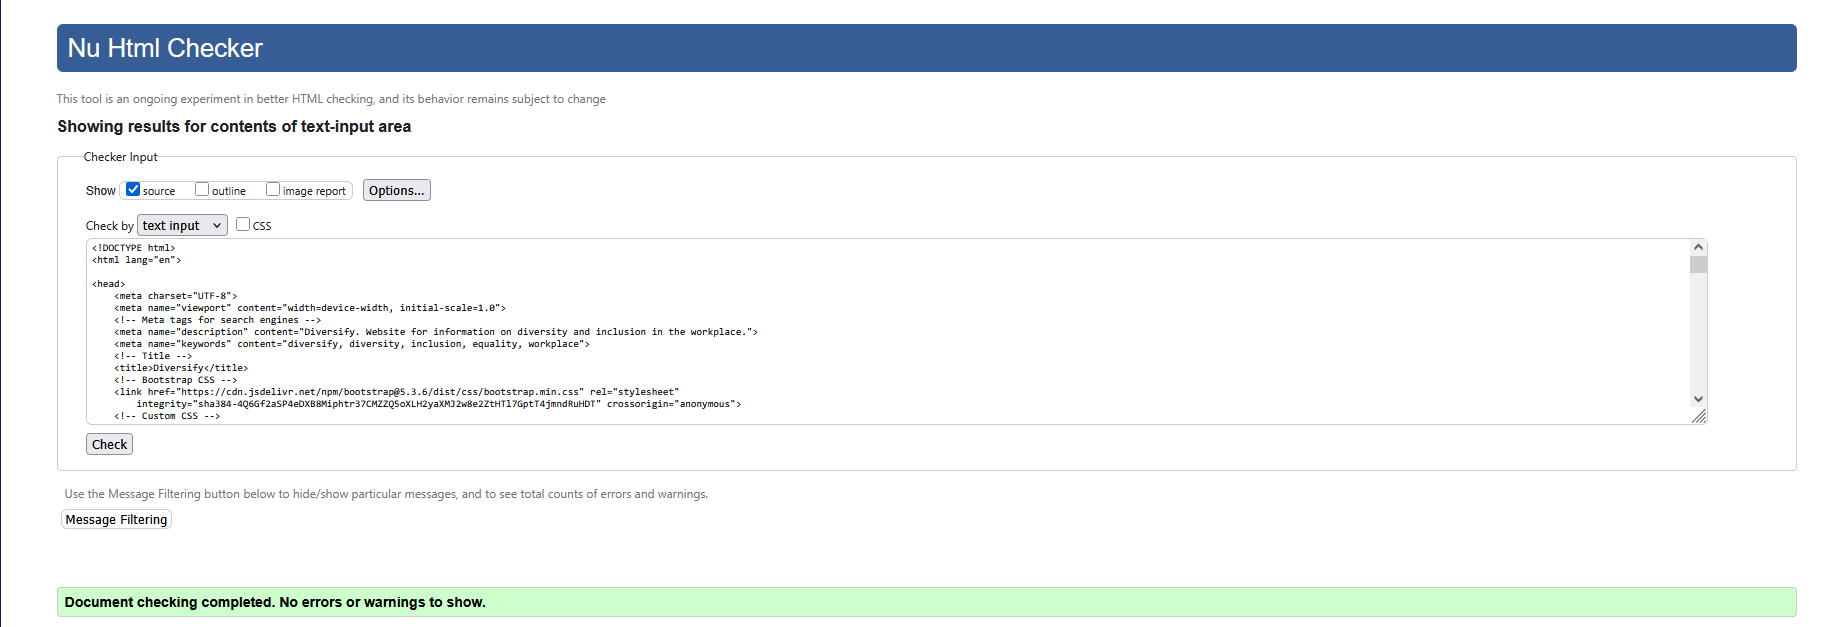 Nu Html Checker
This tool is an ongoing experiment in better HTML checking, and its behavior remains subject to change
Showing results for contents of text-input area
Checker Input
Show source outline image report Options...
Check by text input CSS
<!DOCTYPE html>
<html lang="en">
<head>
<meta charset="UTF-8">
<meta name="viewport" content="width=device-width, initial-scale=1.0">
<!-- Meta tags for search engines -->
<meta name="description" content="Diversify. Website for information on diversity and inclusion in the workplace.">
<meta name="keywords" content="diversify, diversity, inclusion, equality, workplace">
<!-- Title -->
<title>Diversify</title>
<!-- Bootstrap CSS -->
<link href="https://cdn.jsdelivr.net/npm/bootstrap@5.3.6/dist/css/bootstrap.min.css" rel="stylesheet"
integrity="sha384-4Q6Gf2aSP4eDXB8Miphtr37CMZZQ5oXLH2yaXMJ2w8e2ZtHTl7GptT4jmndRuHDT" crossorigin="anonymous">
<!-- Custom CSS -->
Check
Use the Message Filtering button below to hide/show particular messages, and to see total counts of errors and warnings.
Message Filtering
Document checking completed. No errors or warnings to show.